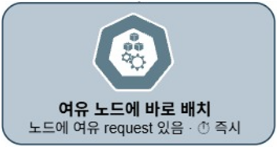 여유 노드에 바로 배치
노드에 여유 request 있음 · ⏱ 즉시